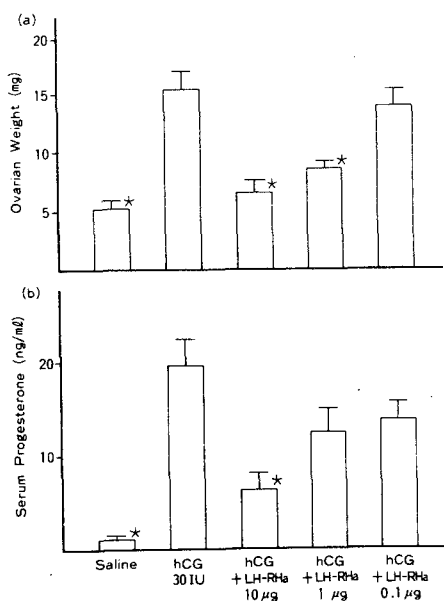 (a)
20
15
10
5
Ovarian Weight (mg)
*
*
*
(b)
20
10
Serum Progesterone (ng/ml)
*
*
Saline
hCG
30 IU
hCG
+ LH-RHa
10 μg
hCG
+ LH-RHa
1 μg
hCG
+ LH-RHa
0.1 μg